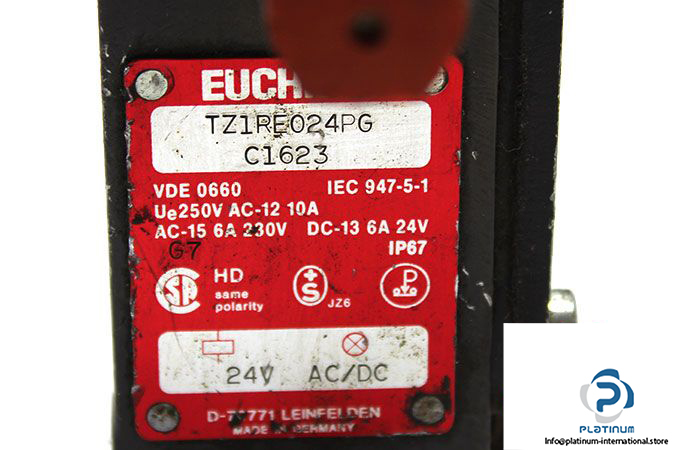 EUCH
TZ1RE024PG
C1623
VDE 0660 IEC 947-5-1
Ue250V AC-12 10A
AC-15 6A 230V DC-13 6A 24V
G7 IP67
HD
same
polarity
JZ6
P
24V AC/DC
LEINFELDEN
MADE IN GERMANY
PLATINUM
Info@platinum-international.store